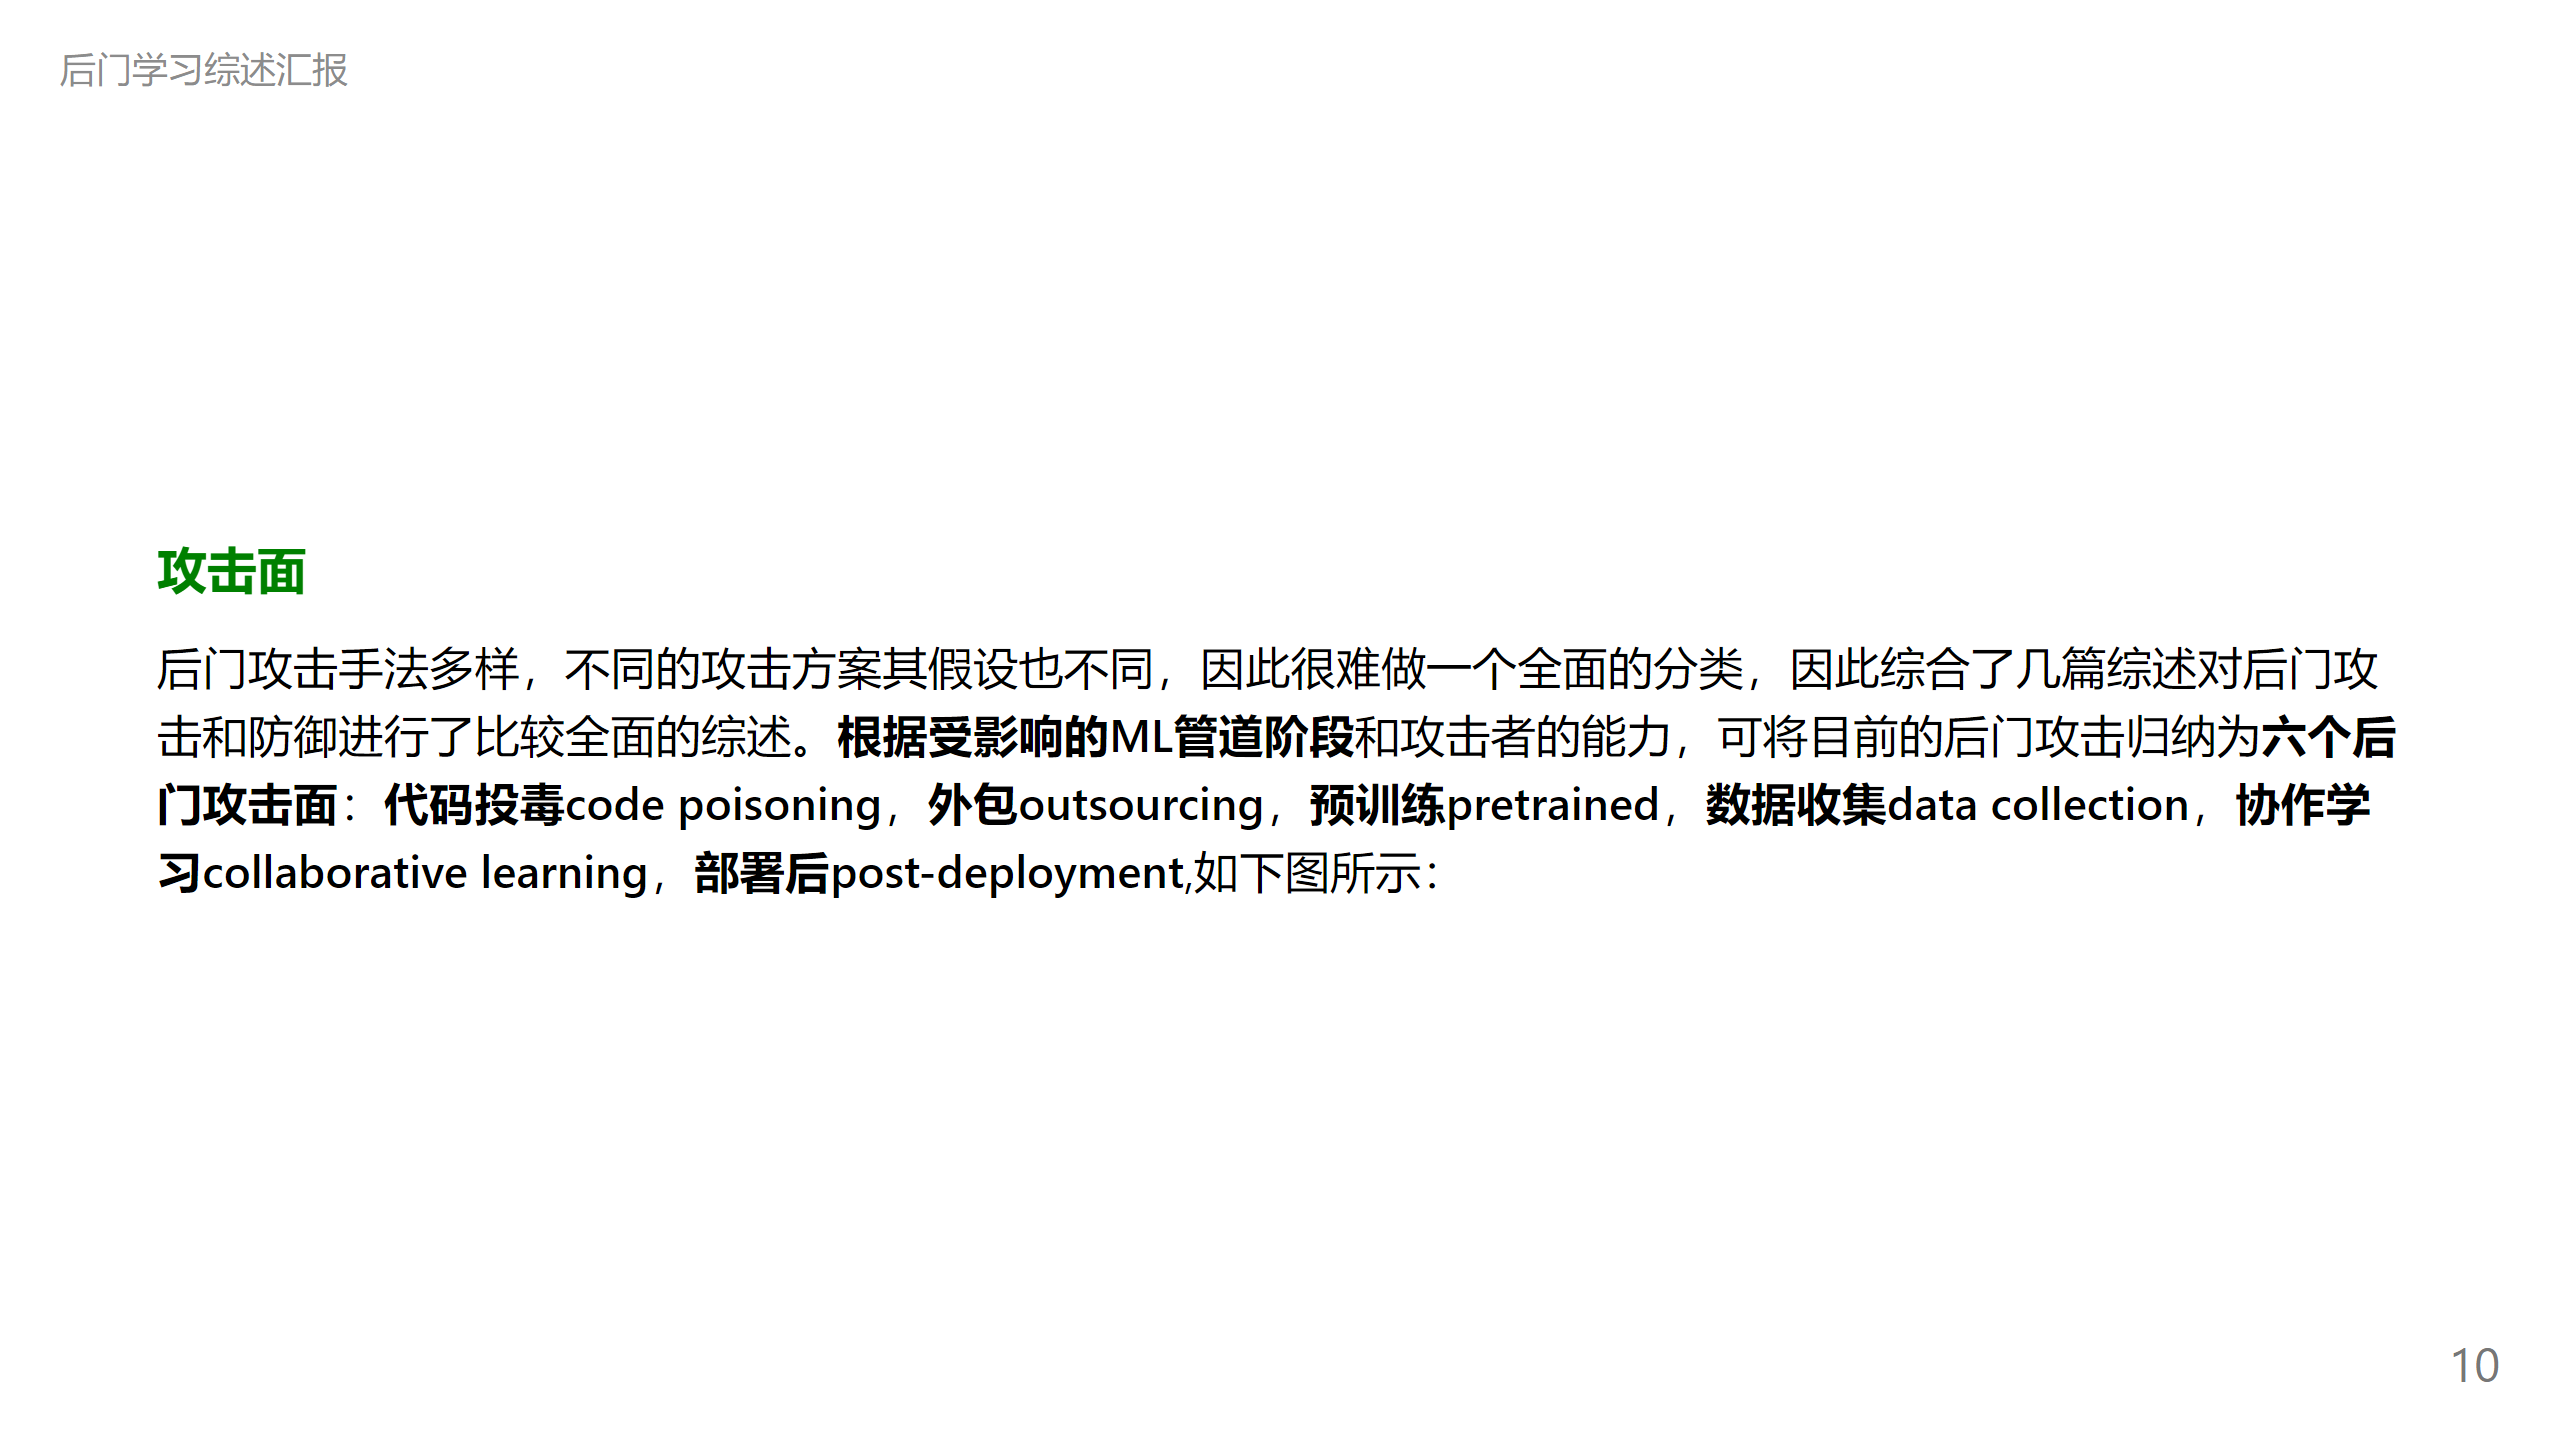 后门学习综述汇报
攻击面
后门攻击手法多样，不同的攻击方案其假设也不同，因此很难做一个全面的分类，因此综合了几篇综述对后门攻
击和防御进行了比较全面的综述。根据受影响的ML管道阶段和攻击者的能力，可将目前的后门攻击归纳为六个后
门攻击面：代码投毒code poisoning，外包outsourcing，预训练pretrained，数据收集data collection，协作学
习collaborative learning，部署后post-deployment,如下图所示：
10